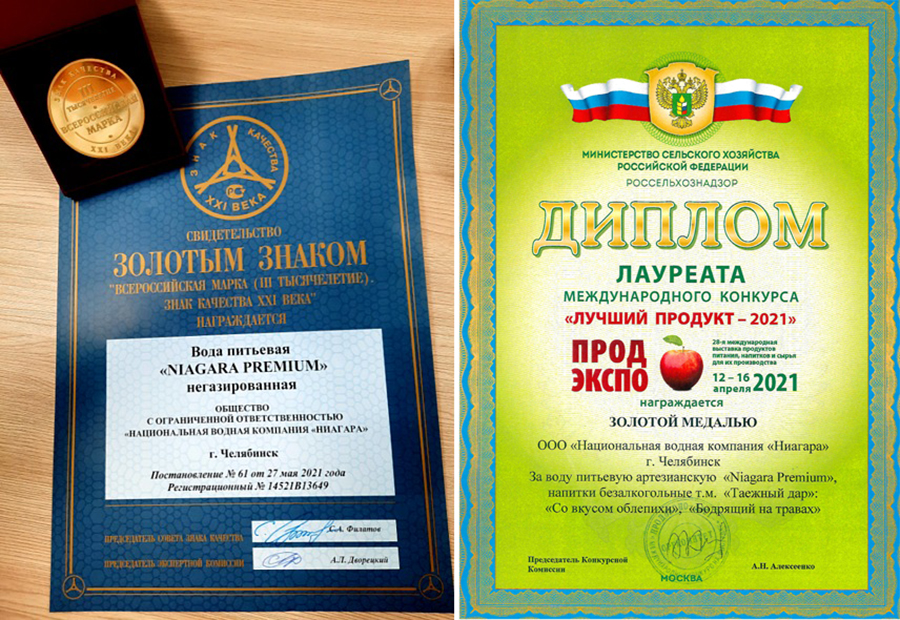 ЗНАК КАЧЕСТВА
III
ТЫСЯЧЕЛЕТИЕ
ВСЕРОССИЙСКАЯ
МАРКА
XXI ВЕКА
ЗНАК КАЧЕСТВА
РСТ
XXI ВЕКА
СВИДЕТЕЛЬСТВО
ЗОЛОТЫМ ЗНАКОМ
"ВСЕРОССИЙСКАЯ МАРКА (III ТЫСЯЧЕЛЕТИЕ).
ЗНАК КАЧЕСТВА XXI ВЕКА"
НАГРАЖДАЕТСЯ
Вода питьевая
«NIAGARA PREMIUM»
негазированная
ОБЩЕСТВО
С ОГРАНИЧЕННОЙ ОТВЕТСТВЕННОСТЬЮ
«НАЦИОНАЛЬНАЯ ВОДНАЯ КОМПАНИЯ «НИАГАРА»
г. Челябинск
Постановление № 61 от 27 мая 2021 года
Регистрационный № 14521В13649
ПРЕДСЕДАТЕЛЬ СОВЕТА ЗНАКА КАЧЕСТВА
С.А. Филатов
ПРЕДСЕДАТЕЛЬ ЭКСПЕРТНОЙ КОМИССИИ
А.Л. Дворецкий
МИНИСТЕРСТВО СЕЛЬСКОГО ХОЗЯЙСТВА
РОССИЙСКОЙ ФЕДЕРАЦИИ
РОССЕЛЬХОЗНАДЗОР
ДИПЛОМ
ЛАУРЕАТА
МЕЖДУНАРОДНОГО КОНКУРСА
«ЛУЧШИЙ ПРОДУКТ – 2021»
ПРОД
ЭКСПО
28-я международная
выставка продуктов
питания, напитков и сырья
для их производства
12 – 16
апреля 2021
награждается
ЗОЛОТОЙ МЕДАЛЬЮ
ООО «Национальная водная компания «Ниагара»
г. Челябинск
За воду питьевую артезианскую «Niagara Premium»,
напитки безалкогольные т.м. «Таежный дар»:
«Со вкусом облепихи», «Бодрящий на травах»
Председатель Конкурсной
Комиссии
А.Н. Алексеенко
МОСКВА